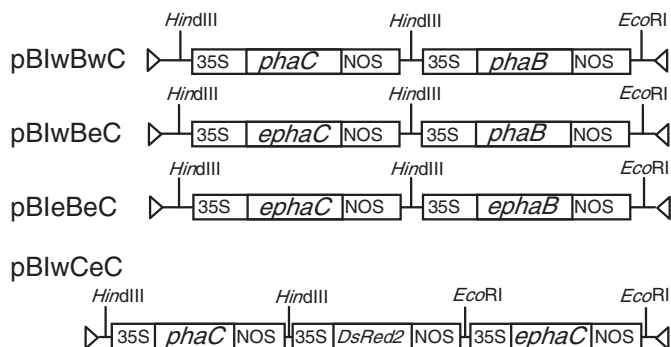 HindIII HindIII EcoRI
pBIwBwC 35S phaC NOS 35S phaB NOS
HindIII HindIII EcoRI
pBIwBeC 35S ephaC NOS 35S phaB NOS
HindIII HindIII EcoRI
pBIeBeC 35S ephaC NOS 35S ephaB NOS
pBIwCeC
HindIII HindIII EcoRI EcoRI
35S phaC NOS 35S DsRed2 NOS 35S ephaC NOS